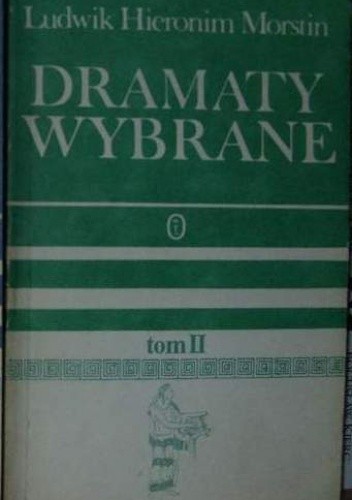 Ludwik Hieronim Morstin
DRAMATY
WYBRANE
tom II